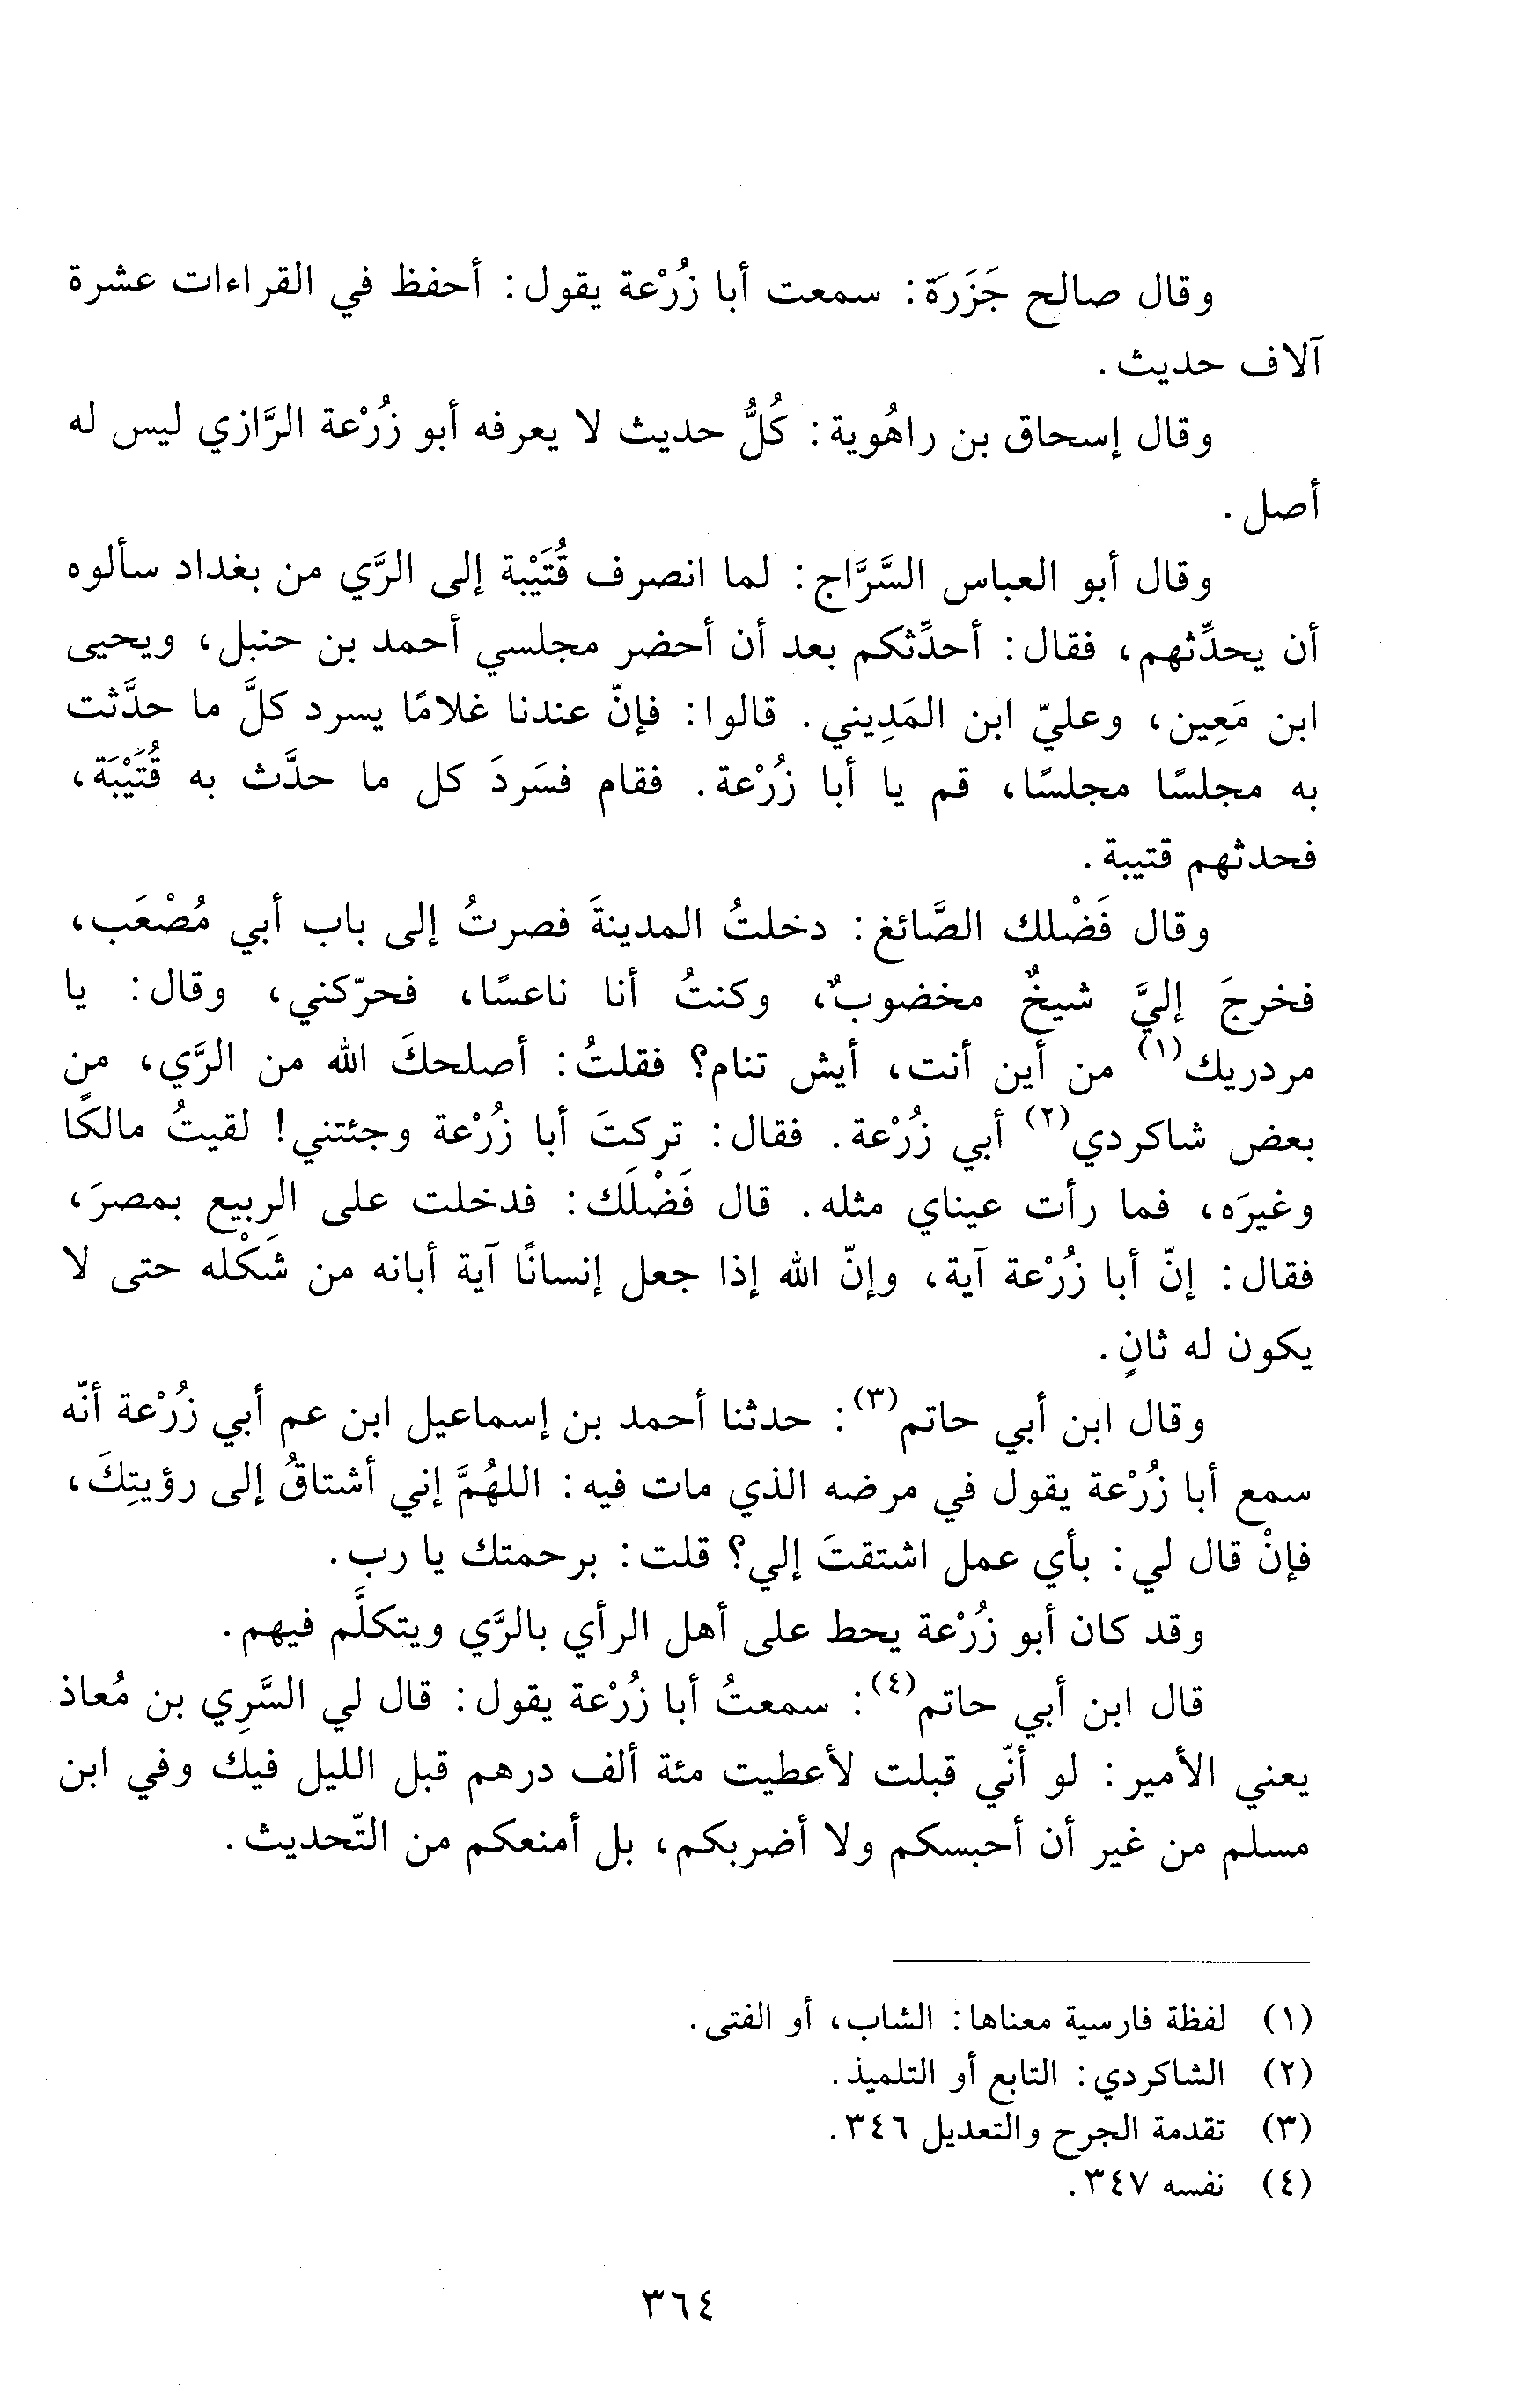 وقال صالح جَزَرَة: سمعت أبا زُرْعة يقول: أحفظ في القراءات عشرة
آلاف حديث.
وقال إسحاق بن راهُوية: كُلُّ حديث لا يعرفه أبو زُرْعة الرَّازي ليس له
أصل.
وقال أبو العباس السَّرَّاج: لما انصرف قُتَيْبة إلى الرَّي من بغداد سألوه
أن يحدِّثهم، فقال: أحدِّثكم بعد أن أحضر مجلسي أحمد بن حنبل، ويحيى
ابن مَعِين، وعليّ ابن المَدِيني. قالوا: فإنّ عندنا غلامًا يسرد كلَّ ما حدَّثت
به مجلسًا مجلسًا، قم يا أبا زُرْعة. فقام فسَردَ كل ما حدَّث به قُتَيْبَة،
فحدثهم قتيبة.
وقال فَضْلك الصَّائغ: دخلتُ المدينةَ فصرتُ إلى باب أبي مُصْعَب،
فخرجَ إليَّ شيخٌ مخضوبٌ، وكنتُ أنا ناعسًا، فحرّكني، وقال: يا
مردريك(١) من أين أنت، أيش تنام؟ فقلتُ: أصلحكَ الله من الرَّي، من
بعض شاكردي(٢) أبي زُرْعة. فقال: تركتَ أبا زُرْعة وجئتني! لقيتُ مالكًا
وغيرَه، فما رأت عيناي مثله. قال فَضْلَك: فدخلت على الربيع بمصرَ،
فقال: إنّ أبا زُرْعة آية، وإنّ الله إذا جعل إنسانًا آية أبانه من شَكْله حتى لا
يكون له ثانٍ.
وقال ابن أبي حاتم(٣): حدثنا أحمد بن إسماعيل ابن عم أبي زُرْعة أنّه
سمع أبا زُرْعة يقول في مرضه الذي مات فيه: اللهُمَّ إني أشتاقُ إلى رؤيتِكَ،
فإنْ قال لي: بأي عمل اشتقتَ إلي؟ قلت: برحمتك يا رب.
وقد كان أبو زُرْعة يحط على أهل الرأي بالرَّي ويتكلَّم فيهم.
قال ابن أبي حاتم(٤): سمعتُ أبا زُرْعة يقول: قال لي السَّرِي بن مُعاذ
يعني الأمير: لو أنّي قبلت لأعطيت مئة ألف درهم قبل الليل فيك وفي ابن
مسلم من غير أن أحبسكم ولا أضربكم، بل أمنعكم من التّحديث.
(١) لفظة فارسية معناها: الشاب، أو الفتى.
(٢) الشاكردي: التابع أو التلميذ.
(٣) تقدمة الجرح والتعديل ٣٤٦.
(٤) نفسه ٣٤٧.
٣٦٤